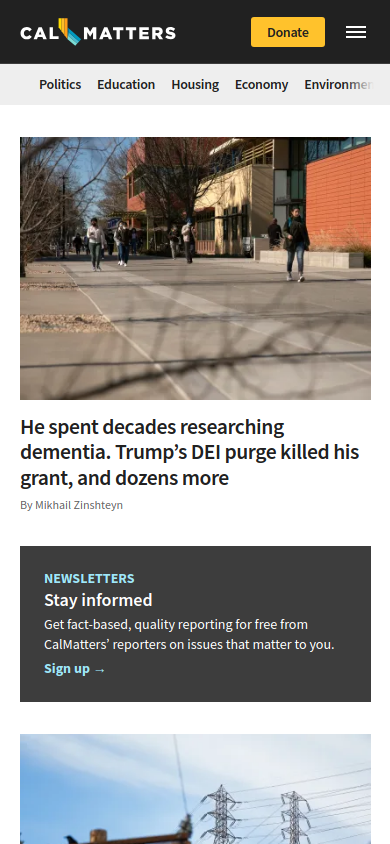 CALMATTERS
Donate
Politics Education Housing Economy Environmen
He spent decades researching
dementia. Trump’s DEI purge killed his
grant, and dozens more
By Mikhail Zinshteyn
NEWSLETTERS
Stay informed
Get fact-based, quality reporting for free from
CalMatters’ reporters on issues that matter to you.
Sign up →